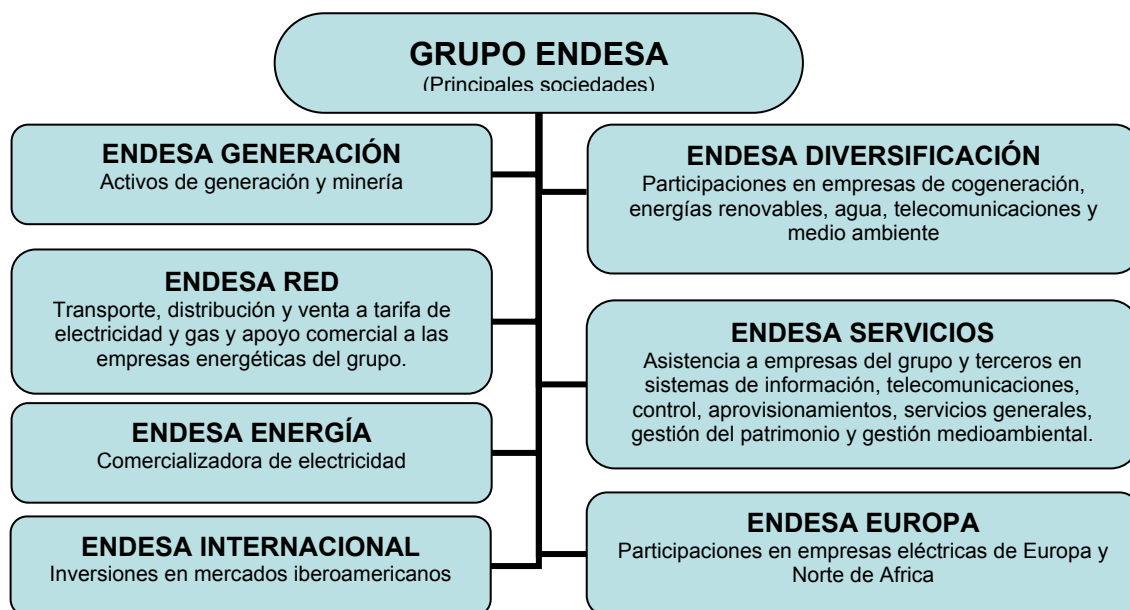 GRUPO ENDESA
(Principales sociedades)
ENDESA GENERACIÓN
Activos de generación y minería
ENDESA RED
Transporte, distribución y venta a tarifa de
electricidad y gas y apoyo comercial a las
empresas energéticas del grupo.
ENDESA ENERGÍA
Comercializadora de electricidad
ENDESA INTERNACIONAL
Inversiones en mercados iberoamericanos
ENDESA DIVERSIFICACIÓN
Participaciones en empresas de cogeneración,
energías renovables, agua, telecomunicaciones y
medio ambiente
ENDESA SERVICIOS
Asistencia a empresas del grupo y terceros en
sistemas de información, telecomunicaciones,
control, aprovisionamientos, servicios generales,
gestión del patrimonio y gestión medioambiental.
ENDESA EUROPA
Participaciones en empresas eléctricas de Europa y
Norte de Africa